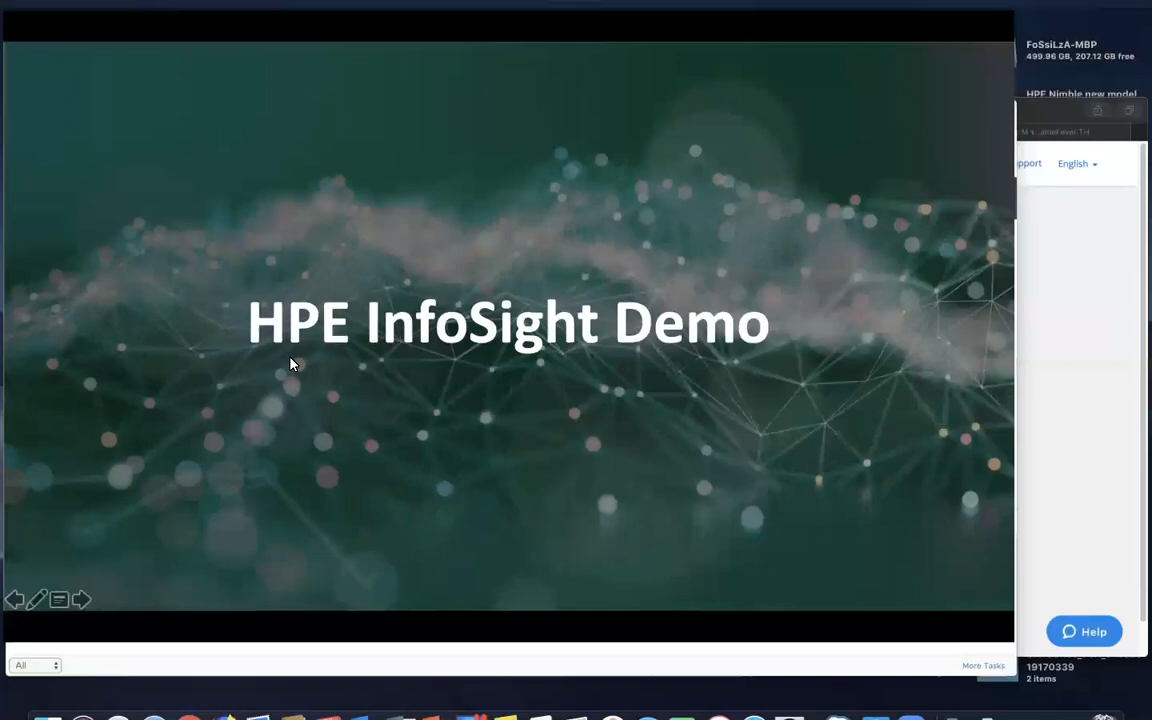 FoSsiLzA-MBP
499.96 GB, 207.12 GB free
HPE Nimble new model
pport
English
HPE InfoSight Demo
Help
All
More Tasks
19170339
2 items